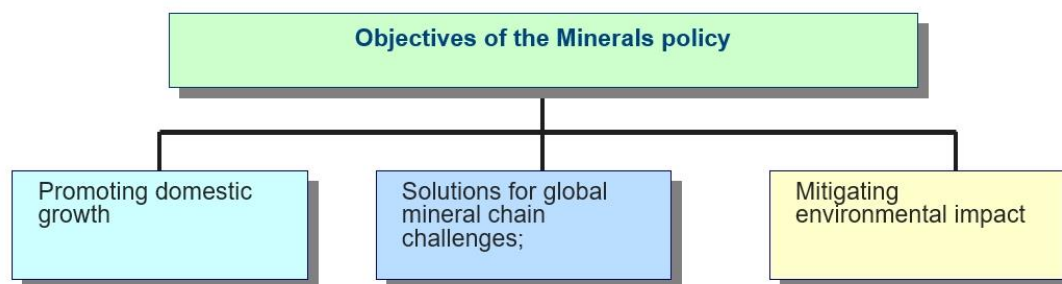 Objectives of the Minerals policy
Promoting domestic
growth
Solutions for global
mineral chain
challenges;
Mitigating
environmental impact